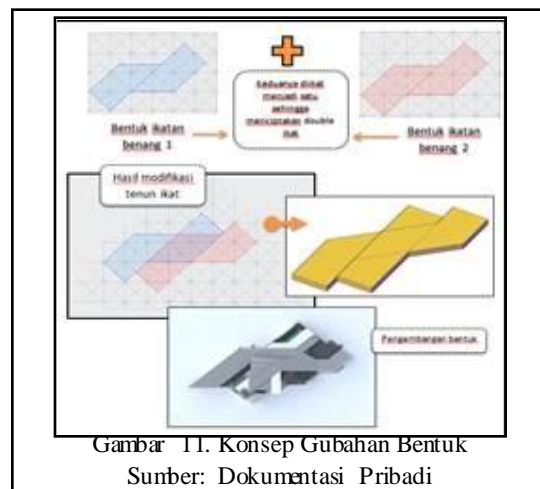 Keduanya diikat
menjadi satu
sehingga
menciptakan double
ikat
Bentuk ikatan
benang 1
Bentuk ikatan
benang 2
Hasil modifikasi
tenun ikat
Pengembangan bentuk
Gambar 11. Konsep Gubahan Bentuk
Sumber: Dokumentasi Pribadi